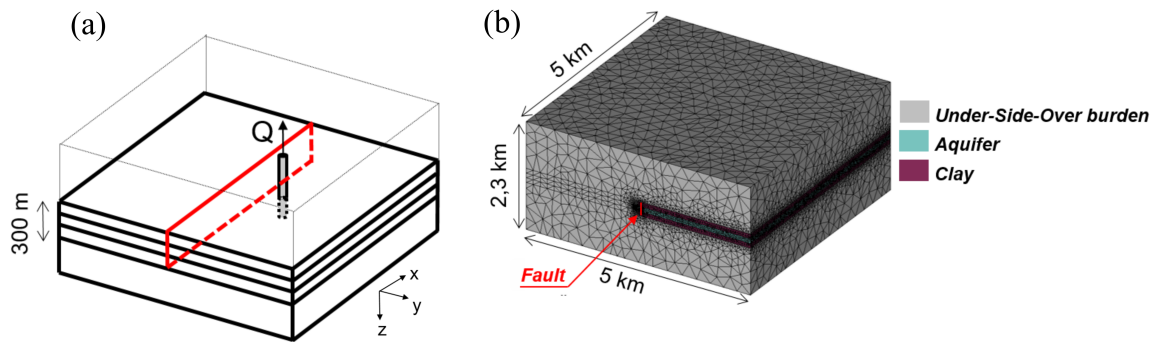 (a)
Q
300 m
x
y
z
(b)
5 km
2,3 km
Fault
5 km
Under-Side-Over burden
Aquifer
Clay